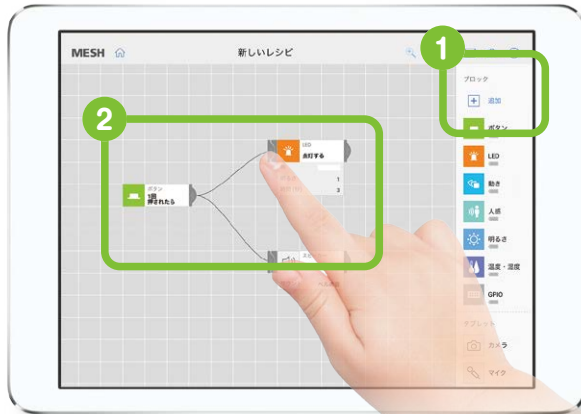 MESH
新しいレシピ
1
ブロック
追加
ボタン
2
LED
点灯する
1
3
ボタン
1回
押されたら
LED
動き
人感
明るさ
温度・湿度
GPIO
タブレット
カメラ
マイク